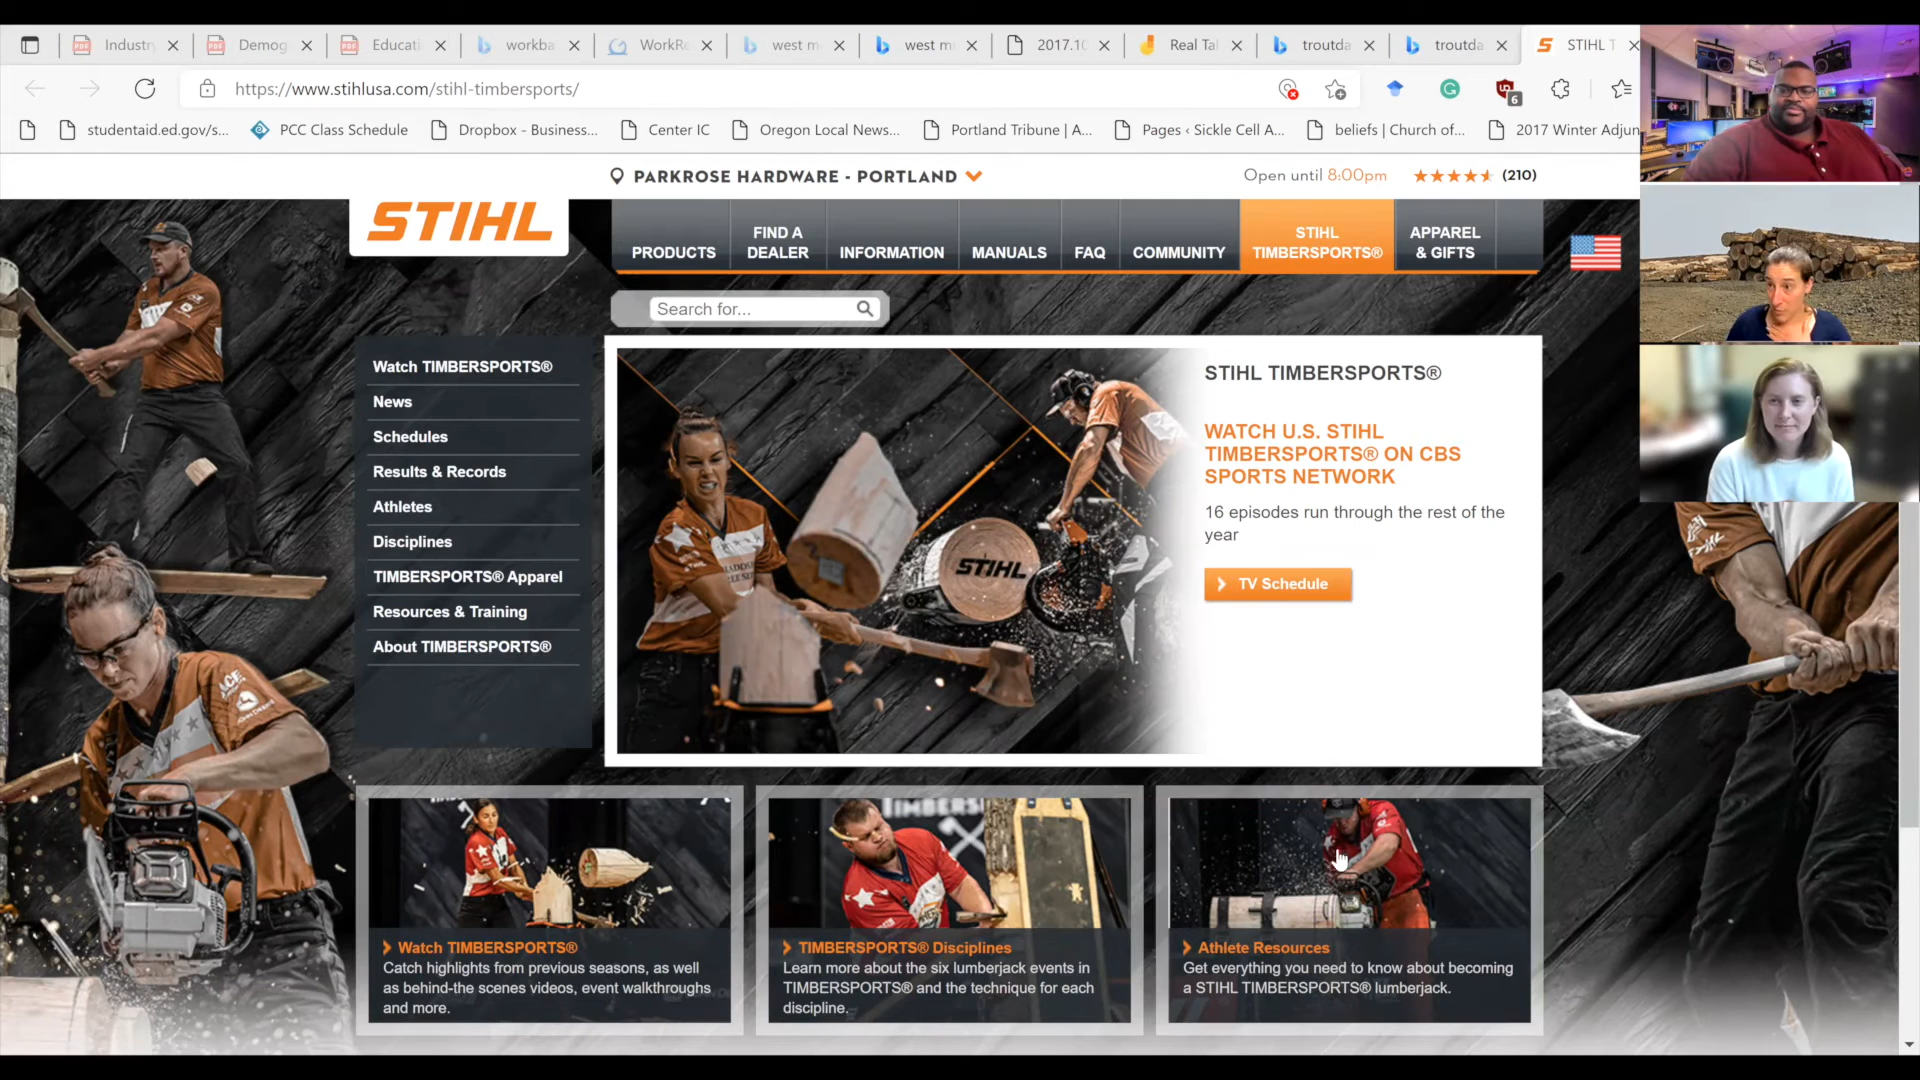 Industry
Demog
Educati
workba
WorkRe
west m
west m
2017.10
Real Tal
troutda
troutda
STIHL T
https://www.stihlusa.com/stihl-timbersports/
6
studentaid.ed.gov/s...
PCC Class Schedule
Dropbox - Business...
Center IC
Oregon Local News...
Portland Tribune | A...
Pages ‹ Sickle Cell A...
beliefs | Church of...
2017 Winter Adjun
PARKROSE HARDWARE - PORTLAND
Open until 8:00pm
(210)
STIHL
PRODUCTS
FIND A
DEALER
INFORMATION
MANUALS
FAQ
COMMUNITY
STIHL
TIMBERSPORTS®
APPAREL
& GIFTS
Search for...
Watch TIMBERSPORTS®
News
Schedules
Results & Records
Athletes
Disciplines
TIMBERSPORTS® Apparel
Resources & Training
About TIMBERSPORTS®
STIHL
STIHL TIMBERSPORTS®
WATCH U.S. STIHL
TIMBERSPORTS® ON CBS
SPORTS NETWORK
16 episodes run through the rest of the
year
TV Schedule
Watch TIMBERSPORTS®
Catch highlights from previous seasons, as well
as behind-the scenes videos, event walkthroughs
and more.
TIMBERSPORTS® Disciplines
Learn more about the six lumberjack events in
TIMBERSPORTS® and the technique for each
discipline.
Athlete Resources
Get everything you need to know about becoming
a STIHL TIMBERSPORTS® lumberjack.